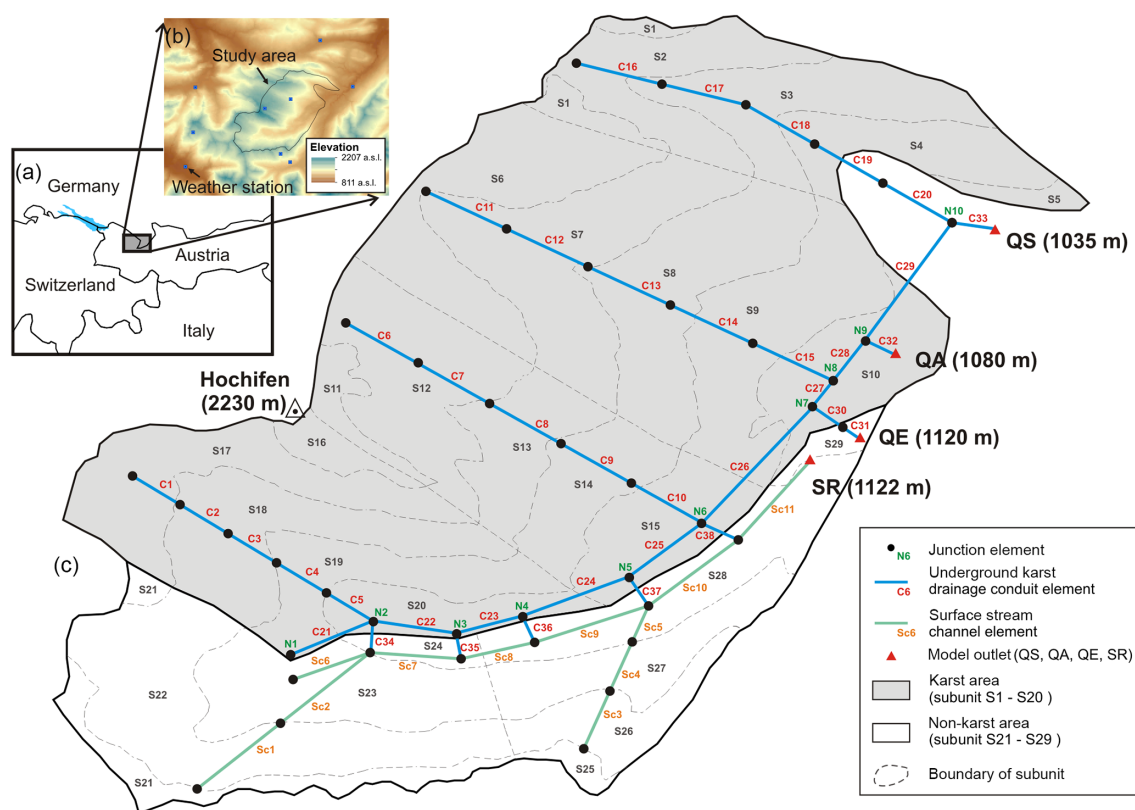 (b)
Study area
Weather station
Elevation
2207 a.s.l.
811 a.s.l.
(a)
Germany
Austria
Switzerland
Italy
(c)
S1
S2
C16
C17
S3
S1
C18
S4
C19
C20
S5
N10
C33
QS (1035 m)
S6
C11
S7
C12
C29
S8
C13
S9
C14
N9
C32
QA (1080 m)
C6
C28
C15
N8
S10
S11
S12
C7
C27
N7
C30
C31
QE (1120 m)
S29
Hochifen
(2230 m)
S16
S13
C8
S17
S14
C9
C26
SR (1122 m)
C1
C10
N6
Sc11
C2
S18
S15
C38
C3
C25
S19
C4
N5
S28
C24
C37
Sc10
S21
C5
S20
N4
N2
C22
N3
C23
C36
Sc9
Sc5
N1
C21
C34
S24
C35
Sc8
Sc6
Sc7
S27
S22
S23
Sc4
Sc2
Sc3
Sc1
S26
S21
S25
N6
Junction element
C6
Underground karst
drainage conduit element
Sc6
Surface stream
channel element
Model outlet (QS, QA, QE, SR)
Karst area
(subunit S1 - S20 )
Non-karst area
(subunit S21 - S29 )
Boundary of subunit